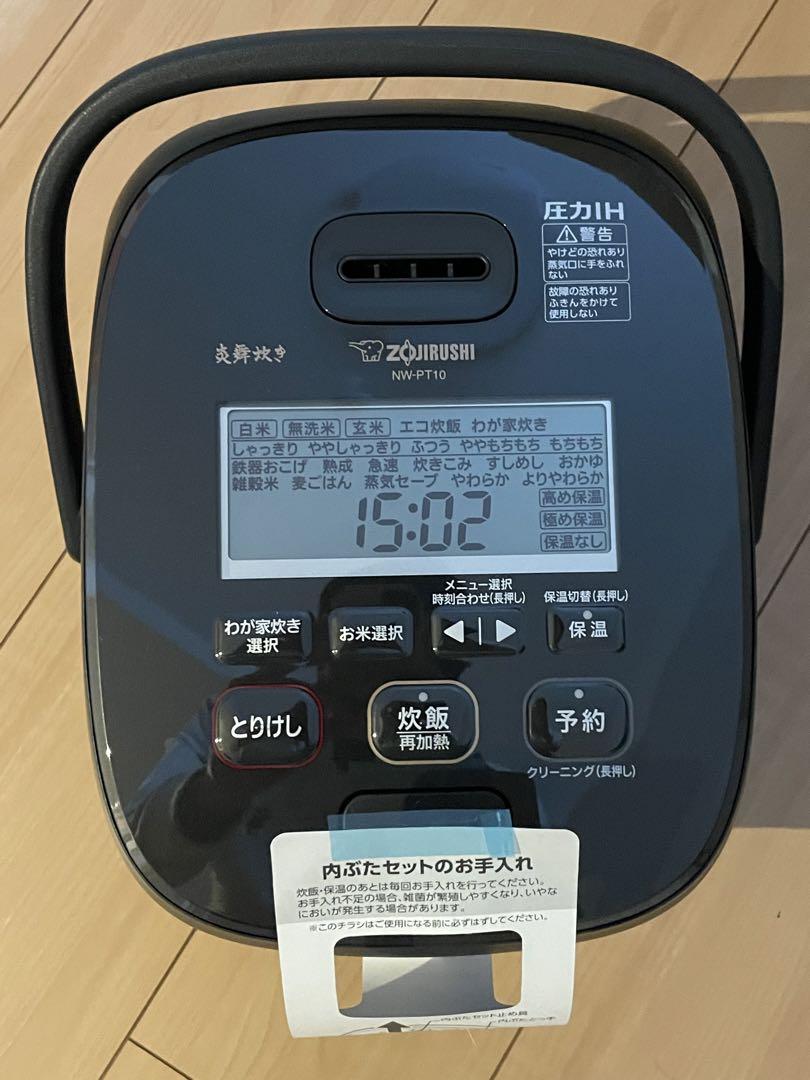 圧力IH
警告
やけどの恐れあり
蒸気口に手をふれ
ない
故障の恐れあり
ふきんをかけて
使用しない
炎舞炊き
ZOJIRUSHI
NW-PT10
白米 無洗米 玄米 エコ炊飯 わが家炊き
しゃっきり ややしゃっきり ふつう ややもちもち もちもち
鉄器おこげ 熟成 急速 炊きこみ すしめし おかゆ
雑穀米 麦ごはん 蒸気セーブ やわらか よりやわらか
15:02
高め保温
極め保温
保温なし
メニュー選択
時刻合わせ(長押し)
保温切替(長押し)
わが家炊き
選択
お米選択
保温
とりけし
炊飯
再加熱
予約
クリーニング(長押し)
内ぶたセットのお手入れ
炊飯・保温のあとは毎回お手入れを行ってください。
お手入れ不足の場合、雑菌が繁殖しやすくなり、いやな
においが発生する場合があります。
※このチラシはご使用になる前に必ずはずしてください。
内ぶたセット止め具
内ぶたとって